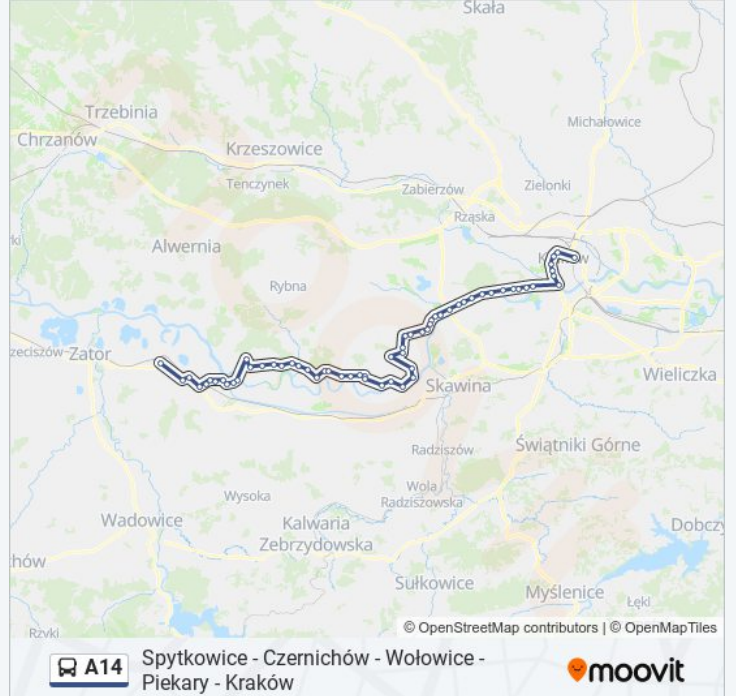 Skała
Trzebinia
Michałowice
Chrzanów
Krzeszowice
Tenczynek
Zabierzów
Zielonki
Rząska
Alwernia
Rybna
Zator
Skawina
Wieliczka
Radziszów
Świątniki Górne
Wysoka
Wola
Radziszowska
Wadowice
Kalwaria
Zebrzydowska
Sułkowice
Myślenice
Łęki
Rzyki
© OpenStreetMap contributors | © OpenMapTiles
A14
Spytkowice - Czernichów - Wołowice -
Piekary - Kraków
moovit